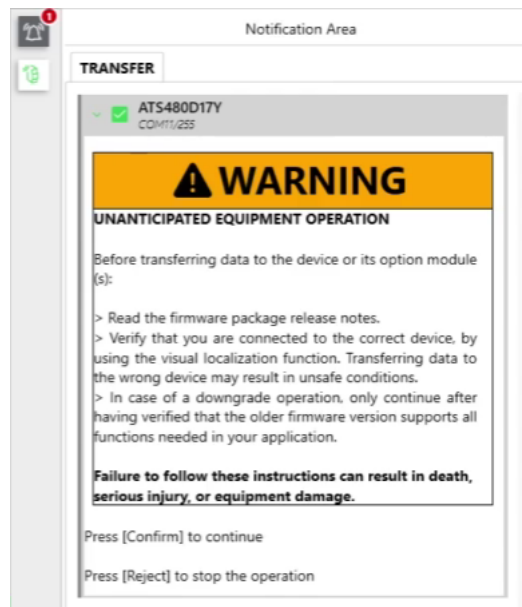 1
Notification Area
TRANSFER
ATS480D17Y
COM11/255
WARNING
UNANTICIPATED EQUIPMENT OPERATION
Before transferring data to the device or its option module
(s):
> Read the firmware package release notes.
> Verify that you are connected to the correct device, by
using the visual localization function. Transferring data to
the wrong device may result in unsafe conditions.
> In case of a downgrade operation, only continue after
having verified that the older firmware version supports all
functions needed in your application.
Failure to follow these instructions can result in death,
serious injury, or equipment damage.
Press [Confirm] to continue
Press [Reject] to stop the operation